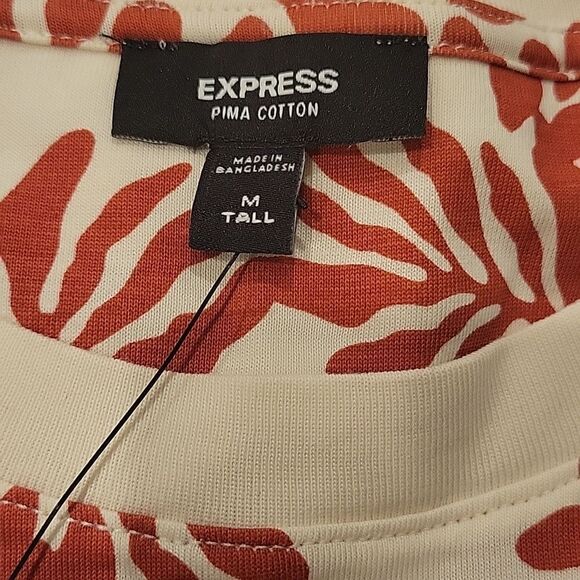 EXPRESS
PIMA COTTON
MADE IN
BANGLADESH
M
TALL